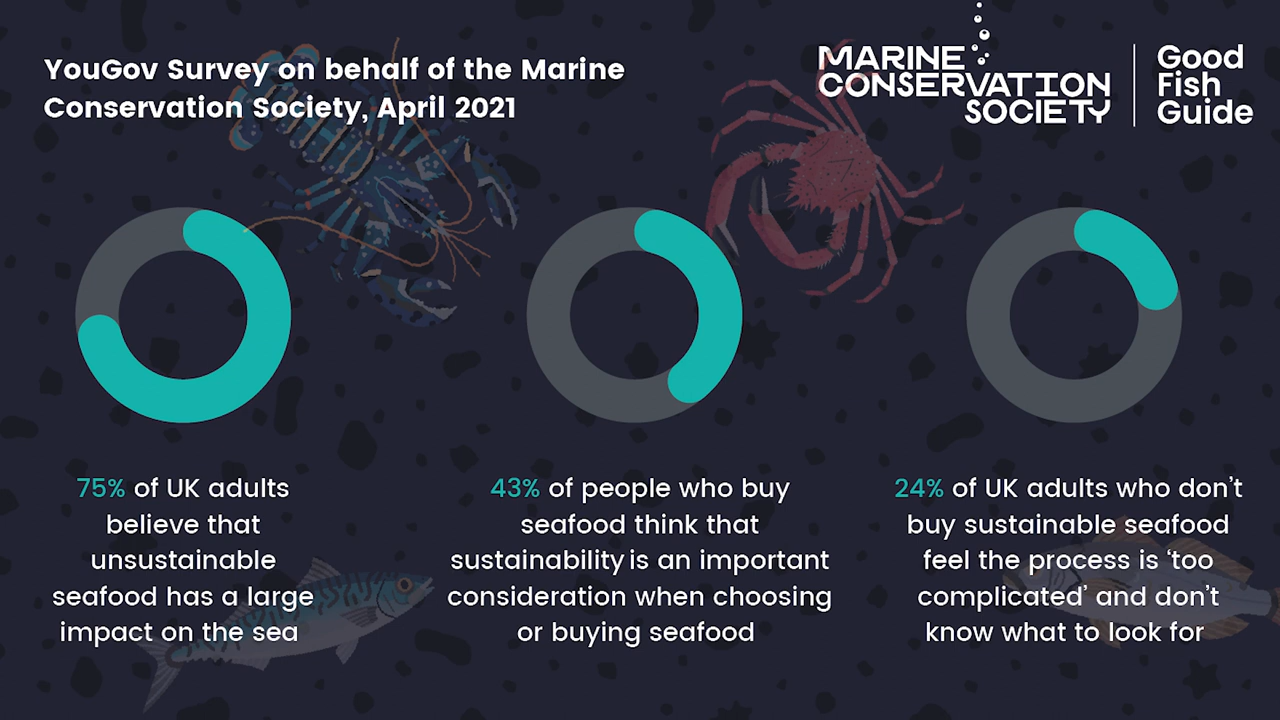 YouGov Survey on behalf of the Marine
Conservation Society, April 2021
MARINE
CONSERVATION
SOCIETY
Good
Fish
Guide
75% of UK adults
believe that
unsustainable
seafood has a large
impact on the sea
43% of people who buy
seafood think that
sustainability is an important
consideration when choosing
or buying seafood
24% of UK adults who don’t
buy sustainable seafood
feel the process is ‘too
complicated’ and don’t
know what to look for